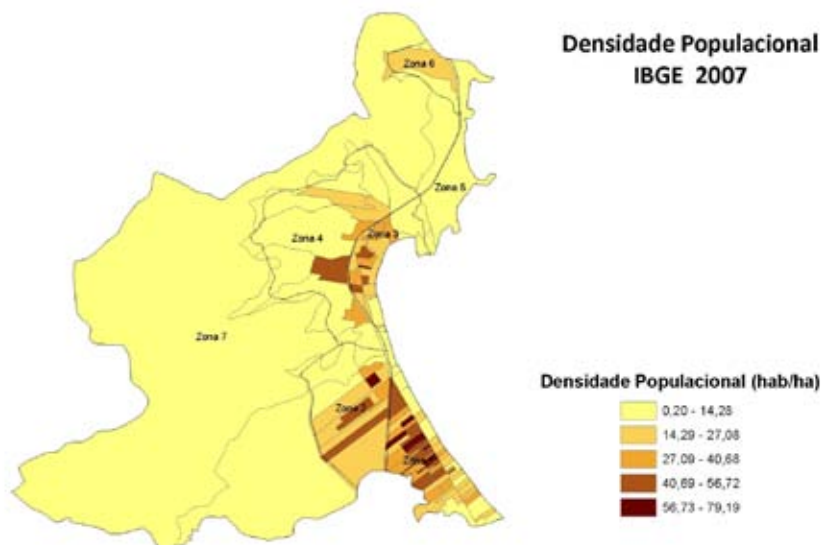 Densidade Populacional
IBGE 2007
Zona 6
Zona 5
Zona 4
Zona 3
Zona 7
Zona 2
Densidade Populacional (hab/ha)
0,20 - 14,28
14,29 - 27,08
27,09 - 40,68
40,69 - 56,72
56,73 - 79,19